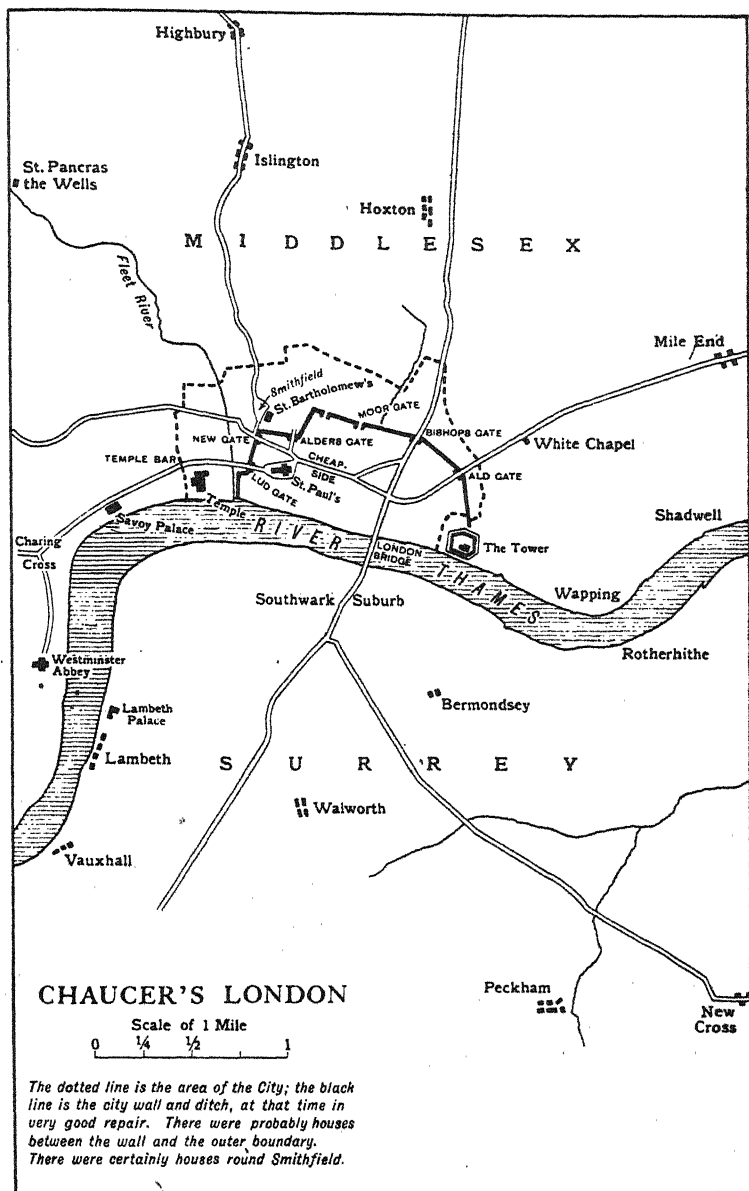 Highbury
Islington
St. Pancras
the Wells
Hoxton
MIDDLESEX
Fleet River
Mile End
Smithfield
St. Bartholomew's
MOOR GATE
NEW GATE
ALDERS GATE
BISHOPS GATE
White Chapel
TEMPLE BAR
CHEAP-
SIDE
ALD GATE
LUD GATE
St. Paul's
Temple
Savoy Palace
Shadwell
RIVER THAMES
LONDON
BRIDGE
The Tower
Charing
Cross
Wapping
Southwark Suburb
Rotherhithe
Westminster
Abbey
Bermondsey
Lambeth
Palace
Lambeth
SURREY
Walworth
Vauxhall
Peckham
New
Cross
CHAUCER'S LONDON
Scale of 1 Mile
0 ¼ ½ 1
The dotted line is the area of the City; the black
line is the city wall and ditch, at that time in
very good repair. There were probably houses
between the wall and the outer boundary.
There were certainly houses round Smithfield.